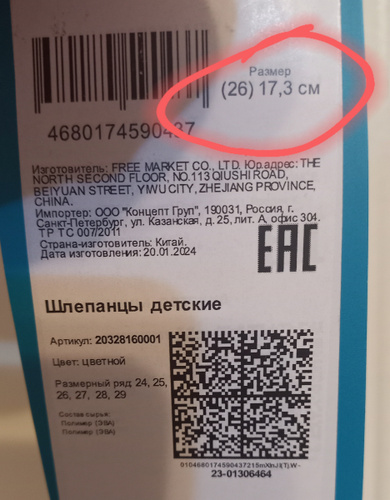 Размер
(26) 17,3 см
4680174590437
Изготовитель: FREE MARKET CO., LTD. Юр.адрес: THE
NORTH SECOND FLOOR, NO.113 QIUSHI ROAD,
BEIYUAN STREET, YIWU CITY, ZHEJIANG PROVINCE,
CHINA.
Импортер: ООО "Концепт Груп", 190031, Россия, г.
Санкт-Петербург, ул. Казанская, д. 25, лит. А, офис 304.
ТР ТС 007/2011
Страна-изготовитель: Китай.
Дата изготовления: 20.01.2024
EAC
Шлепанцы детские
Артикул: 20328160001
Цвет: цветной
Размерный ряд: 24, 25,
26, 27, 28, 29
Состав сырья:
Полимер (ЭВА)
Полимер (ЭВА)
0104680174590437215mXlnJI(T),W-
23-01306464